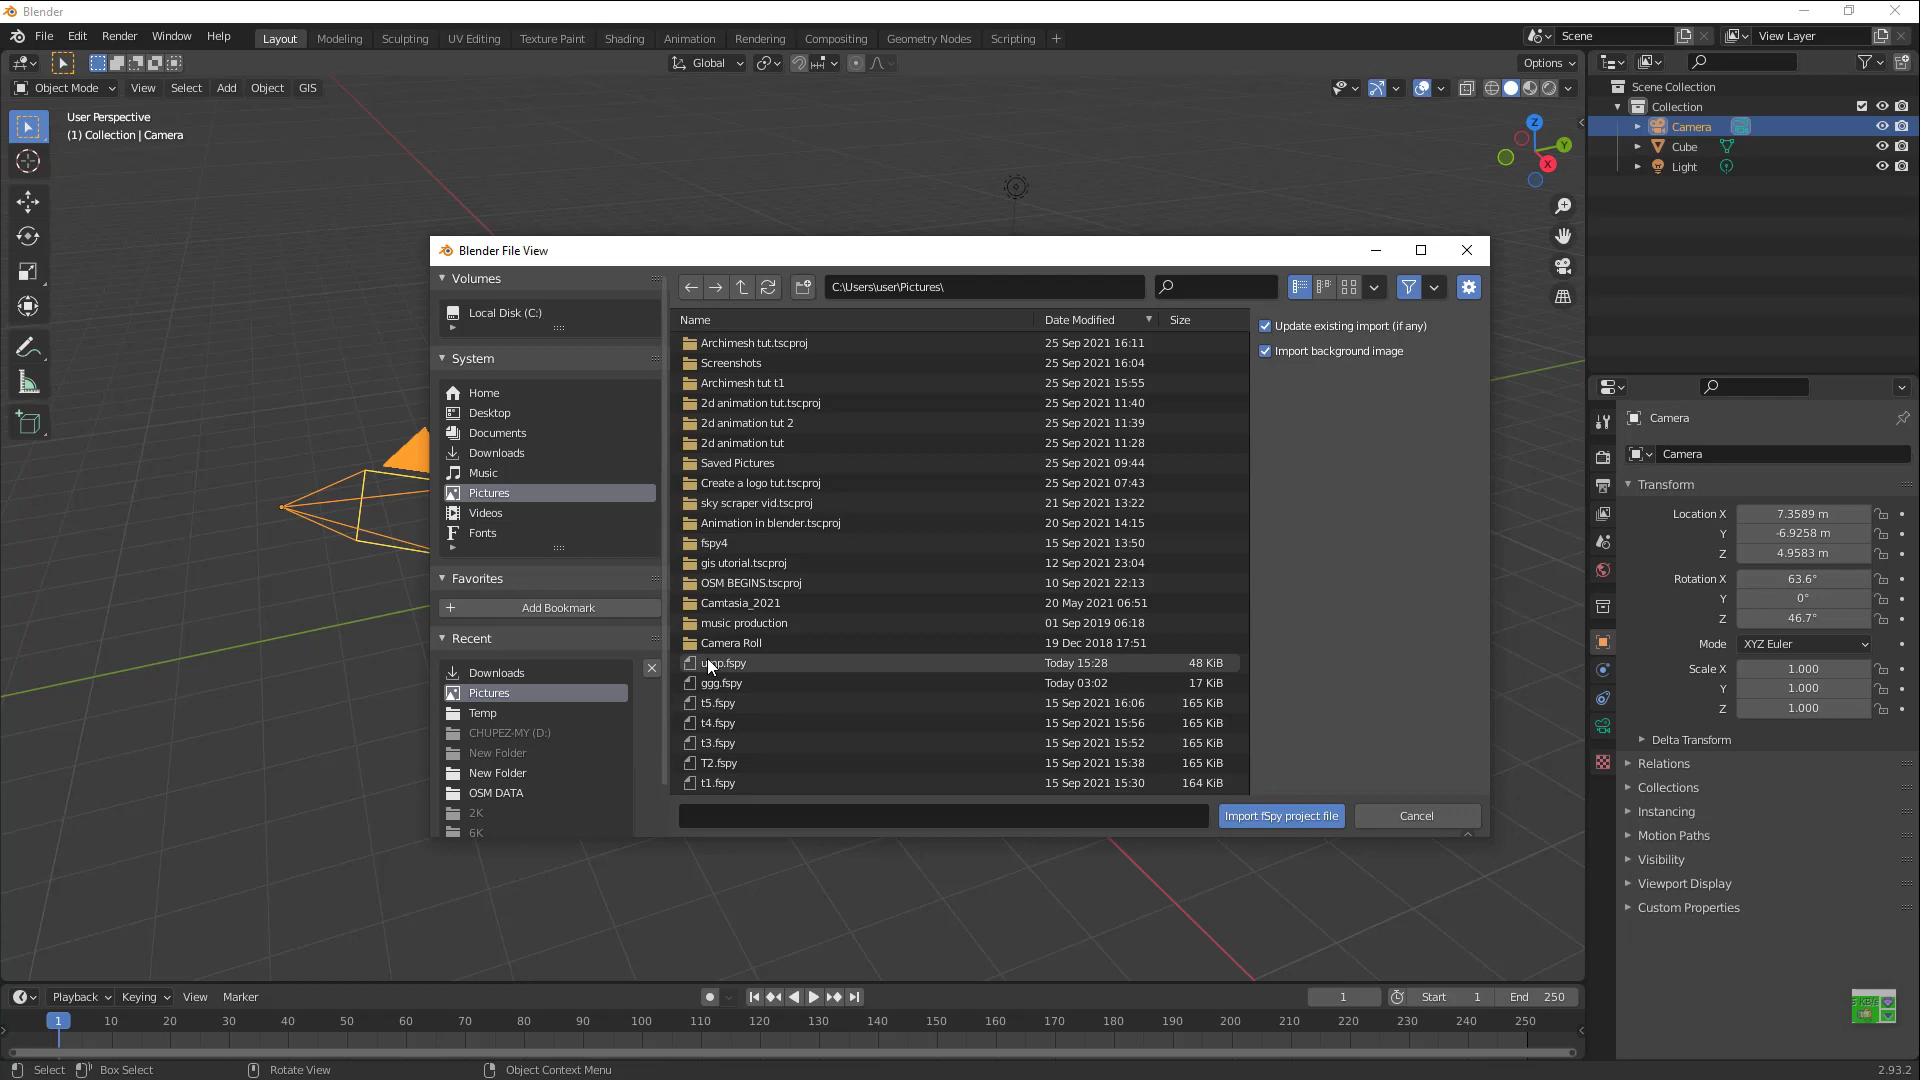 Blender
File Edit Render Window Help Layout Modeling Sculpting UV Editing Texture Paint Shading Animation Rendering Compositing Geometry Nodes Scripting + Scene View Layer
Global Options
Object Mode View Select Add Object GIS
User Perspective
(1) Collection | Camera
Z
Y
X
Scene Collection
Collection
Camera
Cube
Light
Blender File View
Volumes
Local Disk (C:)
System
Home
Desktop
Documents
Downloads
Music
Pictures
Videos
Fonts
Favorites
Add Bookmark
Recent
Downloads
Pictures
Temp
CHUPEZ-MY (D:)
New Folder
New Folder
OSM DATA
2K
6K
C:\Users\user\Pictures\
Name Date Modified Size
Archimesh tut.tscproj 25 Sep 2021 16:11
Screenshots 25 Sep 2021 16:04
Archimesh tut t1 25 Sep 2021 15:55
2d animation tut.tscproj 25 Sep 2021 11:40
2d animation tut 2 25 Sep 2021 11:39
2d animation tut 25 Sep 2021 11:28
Saved Pictures 25 Sep 2021 09:44
Create a logo tut.tscproj 25 Sep 2021 07:43
sky scraper vid.tscproj 21 Sep 2021 13:22
Animation in blender.tscproj 20 Sep 2021 14:15
fspy4 15 Sep 2021 13:50
gis utorial.tscproj 12 Sep 2021 23:04
OSM BEGINS.tscproj 10 Sep 2021 22:13
Camtasia_2021 20 May 2021 06:51
music production 01 Sep 2019 06:18
Camera Roll 19 Dec 2018 17:51
Today 15:28 48 KiB
ggg.fspy Today 03:02 17 KiB
t5.fspy 15 Sep 2021 16:06 165 KiB
t4.fspy 15 Sep 2021 15:56 165 KiB
t3.fspy 15 Sep 2021 15:52 165 KiB
T2.fspy 15 Sep 2021 15:38 165 KiB
t1.fspy 15 Sep 2021 15:30 164 KiB
Update existing import (if any)
Import background image
Import fSpy project file Cancel
Camera
Camera
Transform
Location X 7.3589 m
Y -6.9258 m
Z 4.9583 m
Rotation X 63.6°
Y 0°
Z 46.7°
Mode XYZ Euler
Scale X 1.000
Y 1.000
Z 1.000
Delta Transform
Relations
Collections
Instancing
Motion Paths
Visibility
Viewport Display
Custom Properties
Playback Keying View Marker 1 Start 1 End 250
1 10 20 30 40 50 60 70 80 90 100 110 120 130 140 150 160 170 180 190 200 210 220 230 240 250
Select Box Select Rotate View Object Context Menu 2.93.2